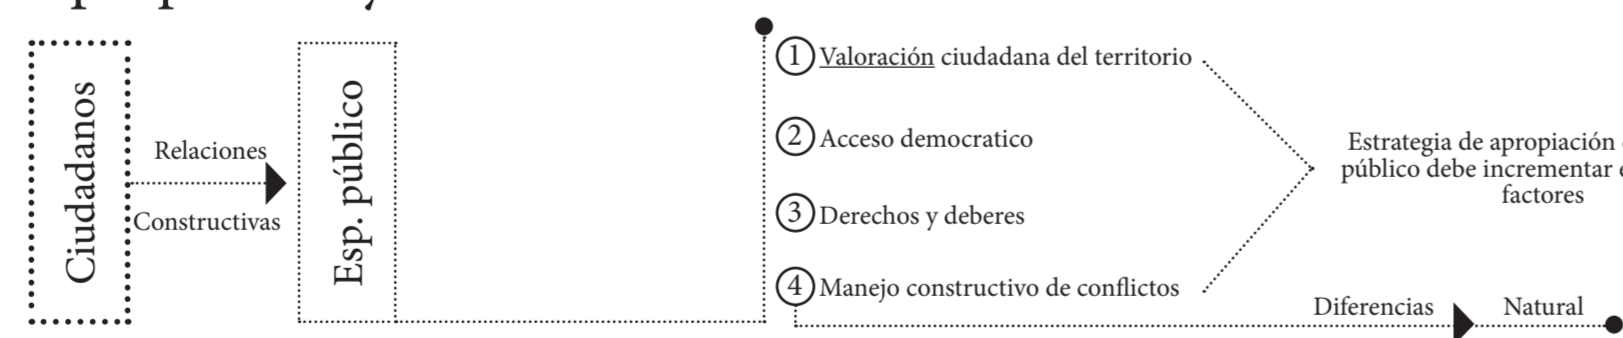 Ciudadanos
Relaciones
Constructivas
Esp. público
1 Valoración ciudadana del territorio
2 Acceso democratico
3 Derechos y deberes
4 Manejo constructivo de conflictos
Estrategia de apropiación
público debe incrementar
factores
Diferencias
Natural